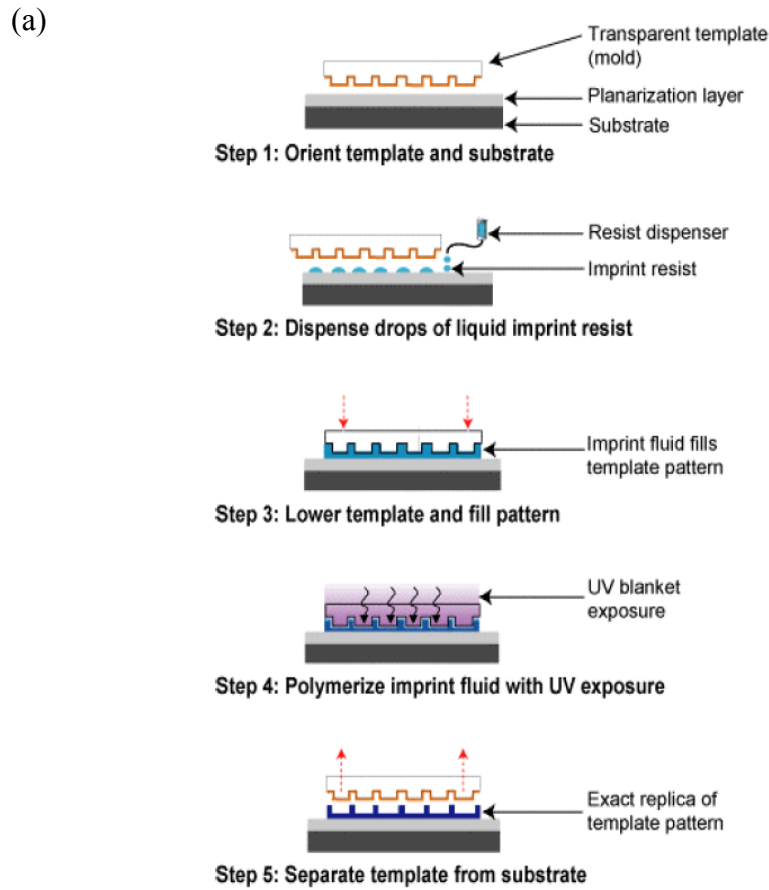 (a)
Transparent template
(mold)
Planarization layer
Substrate
Step 1: Orient template and substrate
Resist dispenser
Imprint resist
Step 2: Dispense drops of liquid imprint resist
Imprint fluid fills
template pattern
Step 3: Lower template and fill pattern
UV blanket
exposure
Step 4: Polymerize imprint fluid with UV exposure
Exact replica of
template pattern
Step 5: Separate template from substrate